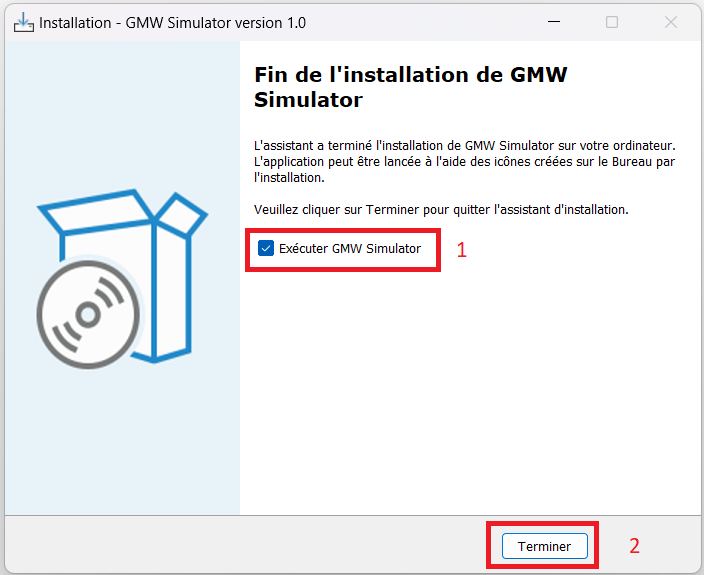 Installation - GMW Simulator version 1.0
Fin de l'installation de GMW
Simulator
L'assistant a terminé l'installation de GMW Simulator sur votre ordinateur.
L'application peut être lancée à l'aide des icônes créées sur le Bureau par
l'installation.
Veuillez cliquer sur Terminer pour quitter l'assistant d'installation.
Exécuter GMW Simulator 1
Terminer 2